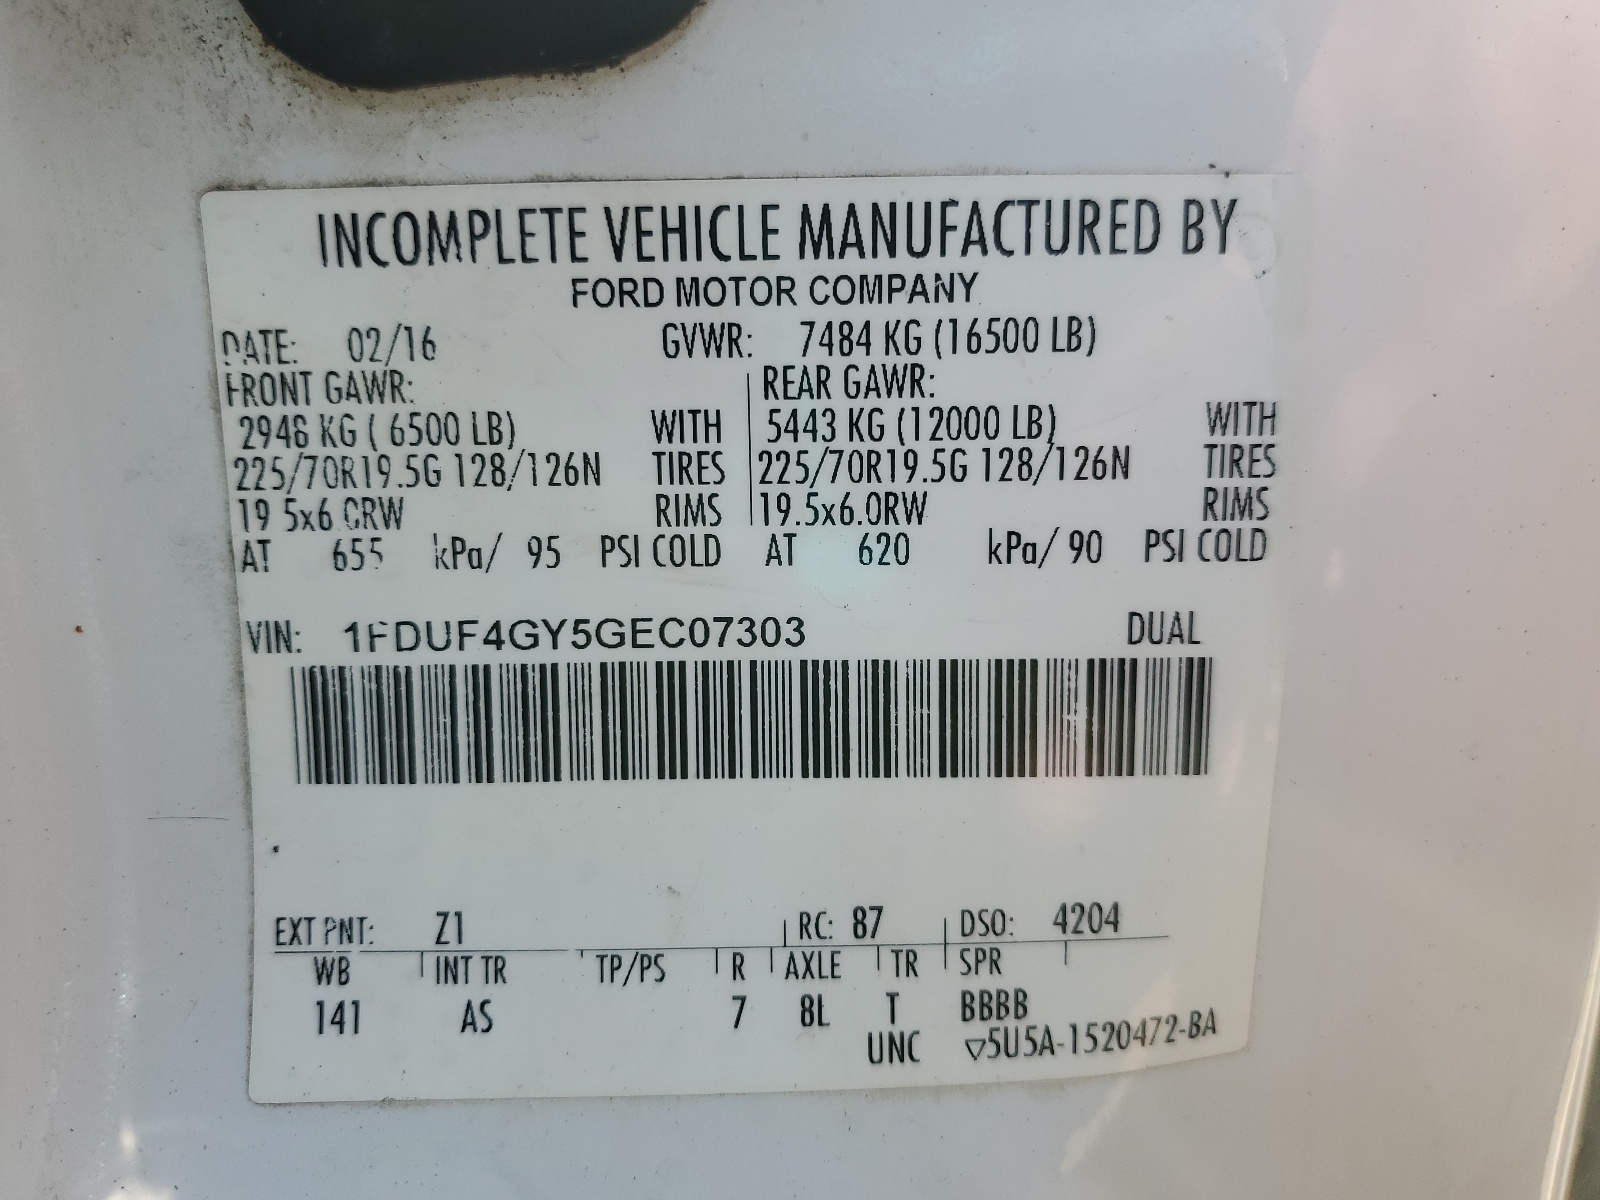 INCOMPLETE VEHICLE MANUFACTURED BY
FORD MOTOR COMPANY
DATE: 02/16 GVWR: 7484 KG (16500 LB)
FRONT GAWR: REAR GAWR:
2948 KG ( 6500 LB) WITH 5443 KG (12000 LB) WITH
225/70R19.5G 128/126N TIRES 225/70R19.5G 128/126N TIRES
19.5x6.0RW RIMS 19.5x6.0RW RIMS
AT 655 kPa/ 95 PSI COLD AT 620 kPa/ 90 PSI COLD
VIN: 1FDUF4GY5GEC07303 DUAL
EXT PNT: Z1 RC: 87 DSO: 4204
WB INT TR TP/PS R AXLE TR SPR
141 AS 7 8L T BBBB
UNC ▽5U5A-1520472-BA